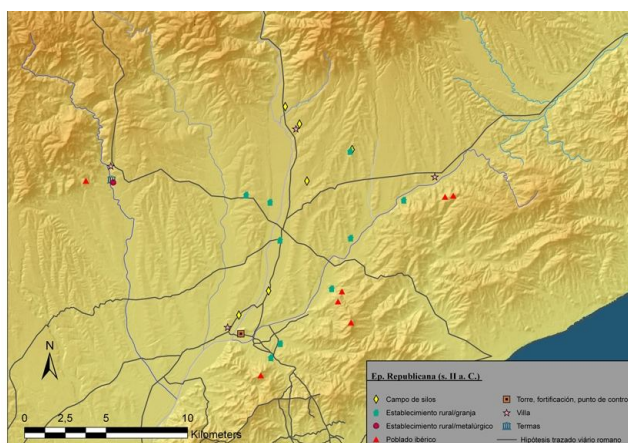 N
0 2,5 5 10
Kilometers
Ep. Republicana (s. II a. C.)
Campo de silos
Establecimiento rural/granja
Establecimiento rural/metalúrgico
Poblado ibérico
Torre, fortificación, punto de control
Villa
Termas
Hipótesis trazado viário romano